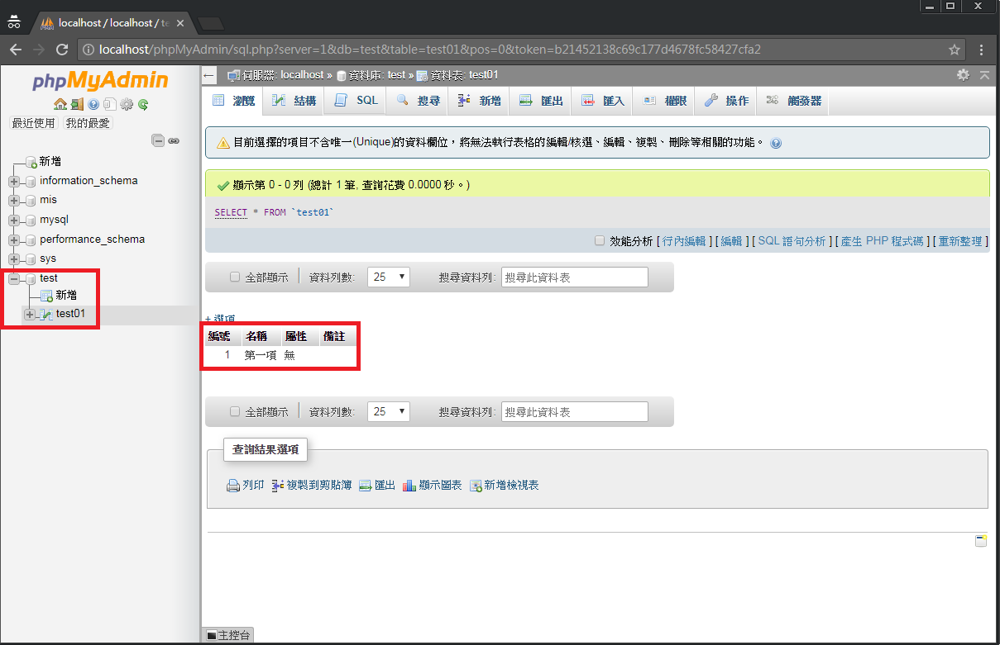 localhost / localhost / te
localhost/phpMyAdmin/sql.php?server=1&db=test&table=test01&pos=0&token=b21452138c69c177d4678fc58427cfa2
phpMyAdmin
最近使用 我的最愛
新增
information_schema
mis
mysql
performance_schema
sys
test
新增
test01
伺服器: localhost » 資料庫: test » 資料表: test01
瀏覽 結構 SQL 搜尋 新增 匯出 匯入 權限 操作 觸發器
目前選擇的項目不含唯一(Unique)的資料欄位，將無法執行表格的編輯/核選、編輯、複製、刪除等相關的功能。
顯示第 0 - 0 列 (總計 1 筆, 查詢花費 0.0000 秒。)
SELECT * FROM `test01`
效能分析 [ 行內編輯 ] [ 編輯 ] [ SQL 語句分析 ] [ 產生 PHP 程式碼 ] [ 重新整理 ]
全部顯示 資料列數: 25 搜尋資料列: 搜尋此資料表
+ 選項
編號 名稱 屬性 備註
1 第一項 無
全部顯示 資料列數: 25 搜尋資料列: 搜尋此資料表
查詢結果選項
列印 複製到剪貼簿 匯出 顯示圖表 新增檢視表
主控台